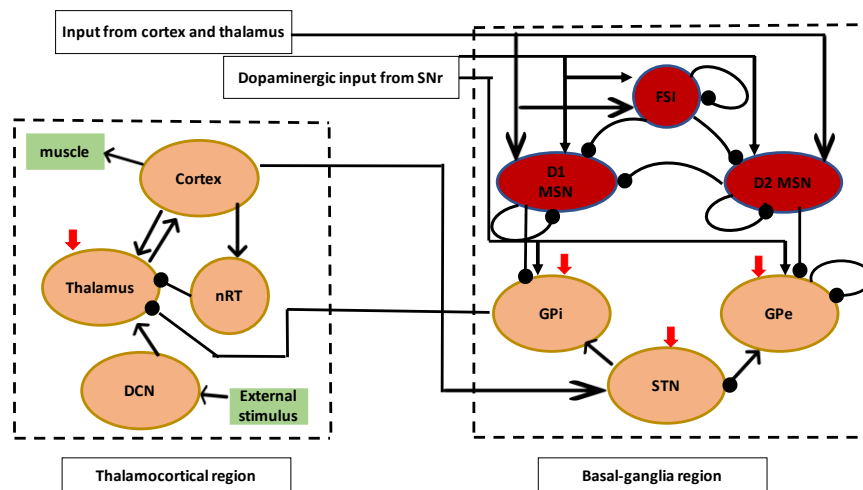 Input from cortex and thalamus
Dopaminergic input from SNr
FSI
muscle
Cortex
D1
MSN
D2 MSN
Thalamus
nRT
GPi
GPe
DCN
External
stimulus
STN
Thalamocortical region
Basal-ganglia region